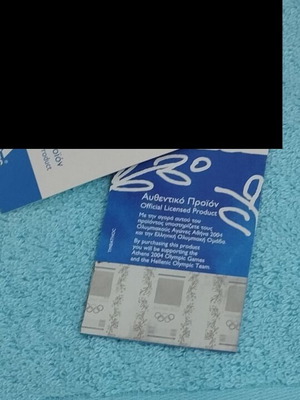 οϊόν
oduct
Αυθεντικό Προϊόν
Official Licensed Product
Με την αγορά αυτού του
προϊόντος υποστηρίζετε τους
Ολυμπιακούς Αγώνες Αθήνα 2004
και την Ελληνική Ολυμπιακή Ομάδα
By purchasing this product
you will be supporting the
Athens 2004 Olympic Games
and the Hellenic Olympic Team.